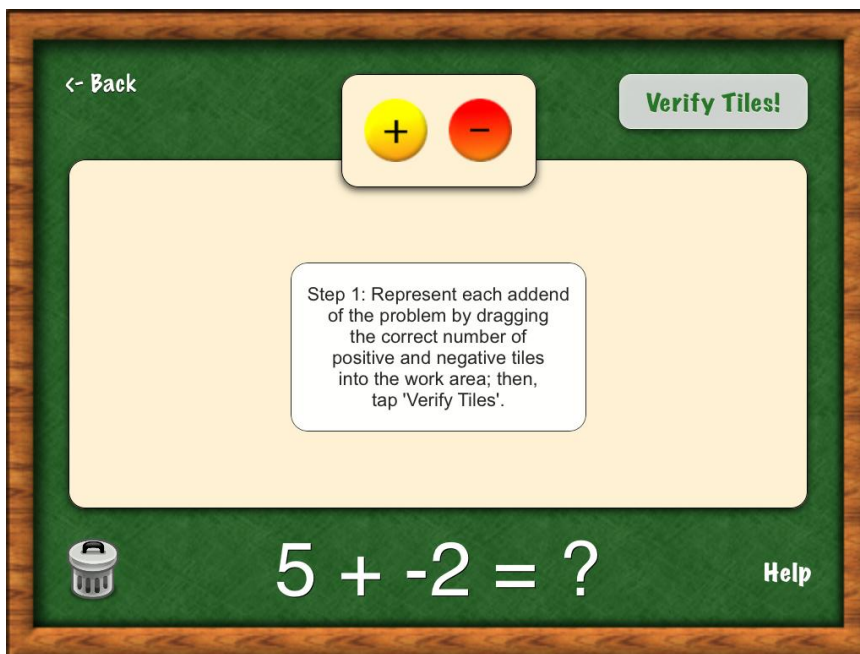 <- Back
+ -
Verify Tiles!
Step 1: Represent each addend
of the problem by dragging
the correct number of
positive and negative tiles
into the work area; then,
tap 'Verify Tiles'.
5 + -2 = ?
Help